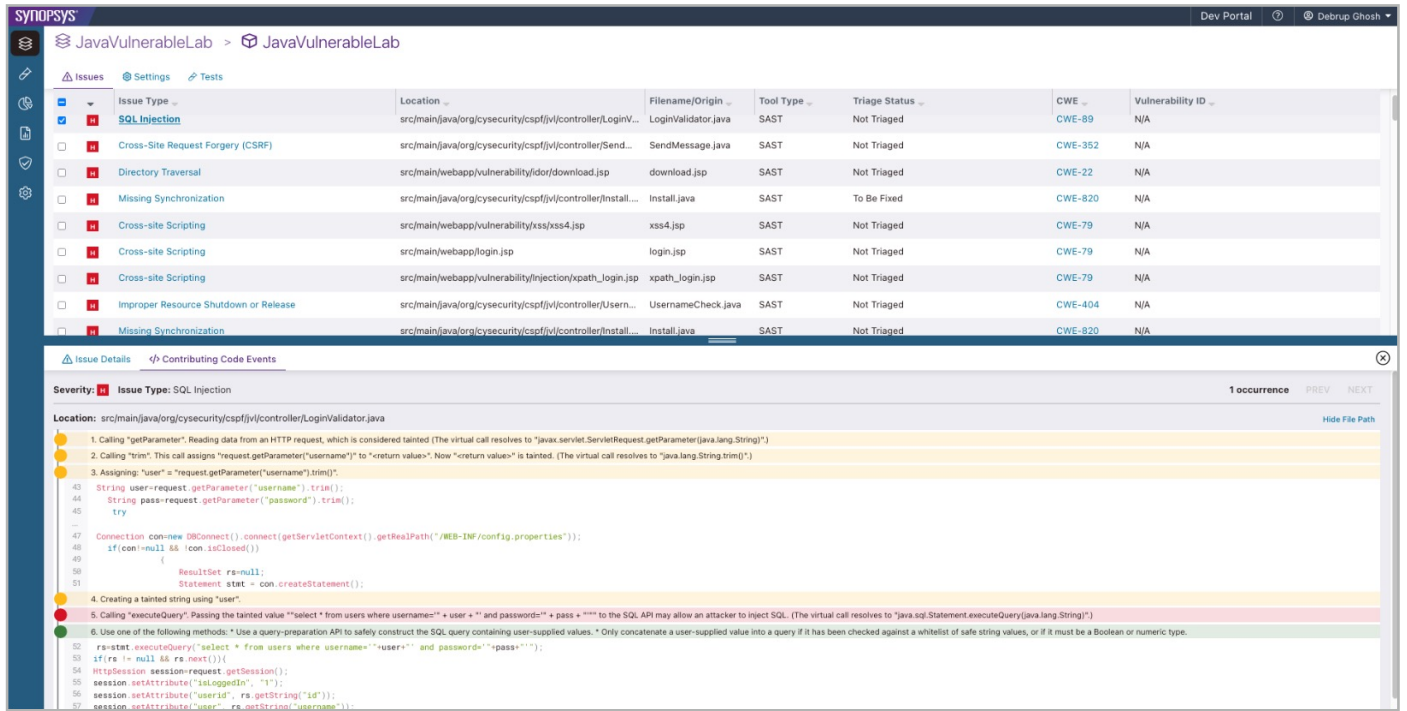 SYNOPSYS®
Dev Portal Debrup Ghosh
JavaVulnerableLab > JavaVulnerableLab
Issues Settings Tests
Issue Type Location Filename/Origin Tool Type Triage Status CWE Vulnerability ID
H SQL Injection src/main/java/org/cysecurity/cspf/jvl/controller/LoginV... LoginValidator.java SAST Not Triaged CWE-89 N/A
H Cross-Site Request Forgery (CSRF) src/main/java/org/cysecurity/cspf/jvl/controller/Send... SendMessage.java SAST Not Triaged CWE-352 N/A
H Directory Traversal src/main/webapp/vulnerability/idor/download.jsp download.jsp SAST Not Triaged CWE-22 N/A
H Missing Synchronization src/main/java/org/cysecurity/cspf/jvl/controller/Install.... Install.java SAST To Be Fixed CWE-820 N/A
H Cross-site Scripting src/main/webapp/vulnerability/xss/xss4.jsp xss4.jsp SAST Not Triaged CWE-79 N/A
H Cross-site Scripting src/main/webapp/login.jsp login.jsp SAST Not Triaged CWE-79 N/A
H Cross-site Scripting src/main/webapp/vulnerability/Injection/xpath_login.jsp xpath_login.jsp SAST Not Triaged CWE-79 N/A
H Improper Resource Shutdown or Release src/main/java/org/cysecurity/cspf/jvl/controller/Usern... UsernameCheck.java SAST Not Triaged CWE-404 N/A
H Missing Synchronization src/main/java/org/cysecurity/cspf/jvl/controller/Install.... Install.java SAST Not Triaged CWE-820 N/A
Issue Details </> Contributing Code Events
Severity: H Issue Type: SQL Injection 1 occurrence PREV NEXT
Location: src/main/java/org/cysecurity/cspf/jvl/controller/LoginValidator.java Hide File Path
1. Calling "getParameter". Reading data from an HTTP request, which is considered tainted (The virtual call resolves to "javax.servlet.ServletRequest.getParameter(java.lang.String)".)
2. Calling "trim". This call assigns "request.getParameter("username")" to "<return value>". Now "<return value>" is tainted. (The virtual call resolves to "java.lang.String.trim()".)
3. Assigning: "user" = "request.getParameter("username").trim()".
43 String user=request.getParameter("username").trim();
44 String pass=request.getParameter("password").trim();
45 try
...
47 Connection con=new DBConnect().connect(getServletContext().getRealPath("/WEB-INF/config.properties"));
48 if(con!=null && !con.isClosed())
49 {
50 ResultSet rs=null;
51 Statement stmt = con.createStatement();
4. Creating a tainted string using "user".
5. Calling "executeQuery". Passing the tainted value ""select * from users where username='" + user + "' and password='" + pass + "'"" to the SQL API may allow an attacker to inject SQL. (The virtual call resolves to "java.sql.Statement.executeQuery(java.lang.String)".)
6. Use one of the following methods: * Use a query-preparation API to safely construct the SQL query containing user-supplied values. * Only concatenate a user-supplied value into a query if it has been checked against a whitelist of safe string values, or if it must be a Boolean or numeric type.
52 rs=stmt.executeQuery("select * from users where username='"+user+"' and password='"+pass+"'");
53 if(rs != null && rs.next()){
54 HttpSession session=request.getSession();
55 session.setAttribute("isLoggedIn", "1");
56 session.setAttribute("userid", rs.getString("id"));
57 session.setAttribute("user", rs.getString("username"));